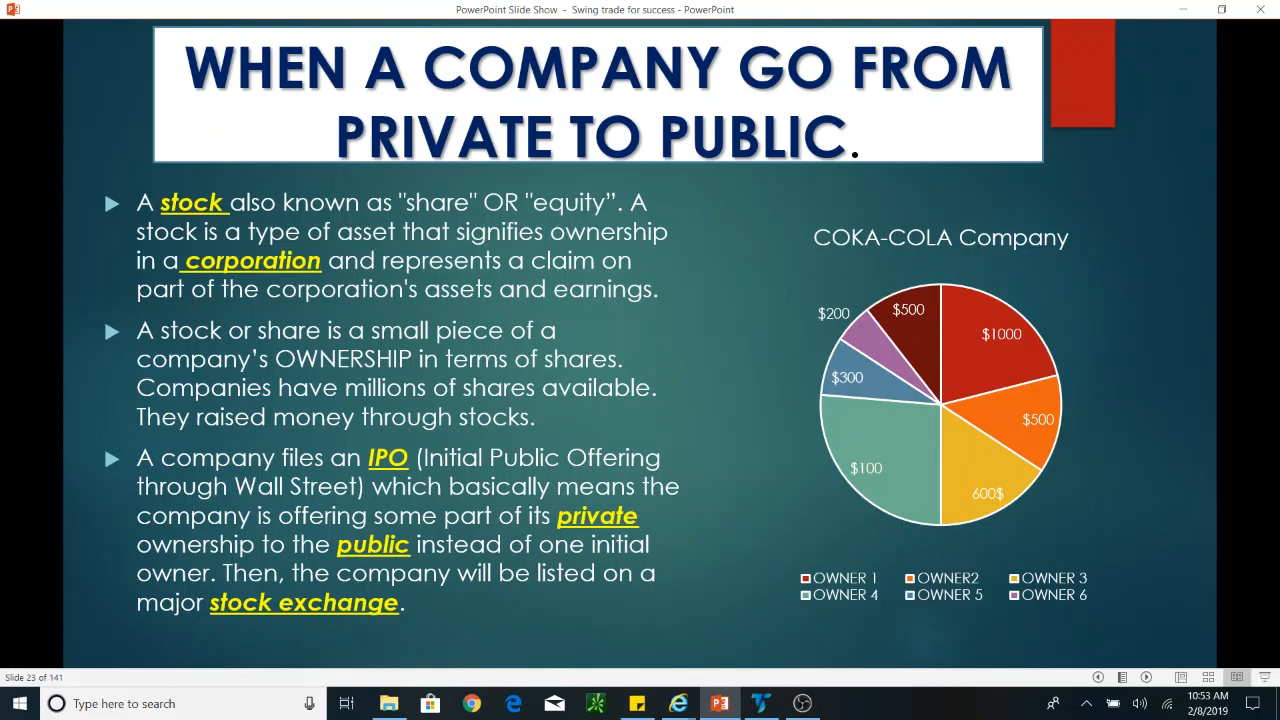 PowerPoint Slide Show - Swing trade for success - PowerPoint
WHEN A COMPANY GO FROM
PRIVATE TO PUBLIC.
A stock also known as "share" OR "equity”. A
stock is a type of asset that signifies ownership
in a corporation and represents a claim on
part of the corporation's assets and earnings.
A stock or share is a small piece of a
company’s OWNERSHIP in terms of shares.
Companies have millions of shares available.
They raised money through stocks.
A company files an IPO (Initial Public Offering
through Wall Street) which basically means the
company is offering some part of its private
ownership to the public instead of one initial
owner. Then, the company will be listed on a
major stock exchange.
COKA-COLA Company
$200
$500
$1000
$300
$500
$100
600$
OWNER 1 OWNER2 OWNER 3
OWNER 4 OWNER 5 OWNER 6
Slide 23 of 141
Type here to search
10:53 AM
2/8/2019